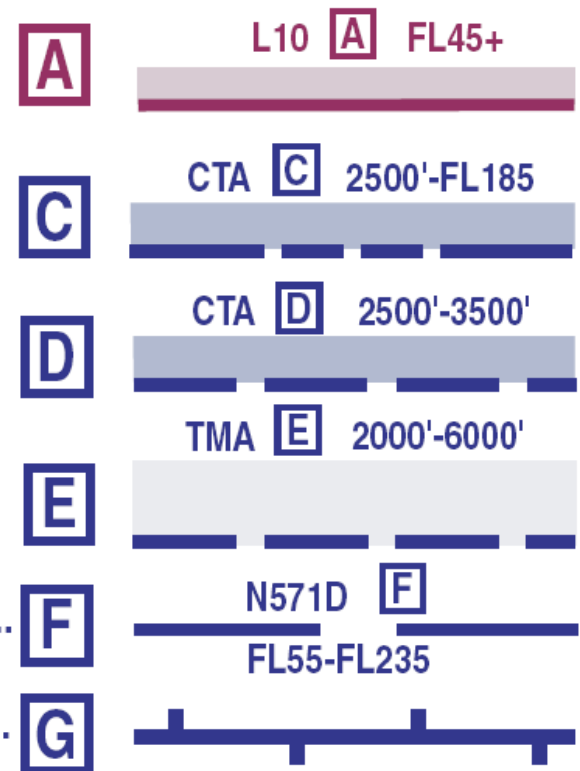 A
L10 A FL45+
C
CTA C 2500'-FL185
D
CTA D 2500'-3500'
E
TMA E 2000'-6000'
F
N571D F
FL55-FL235
G